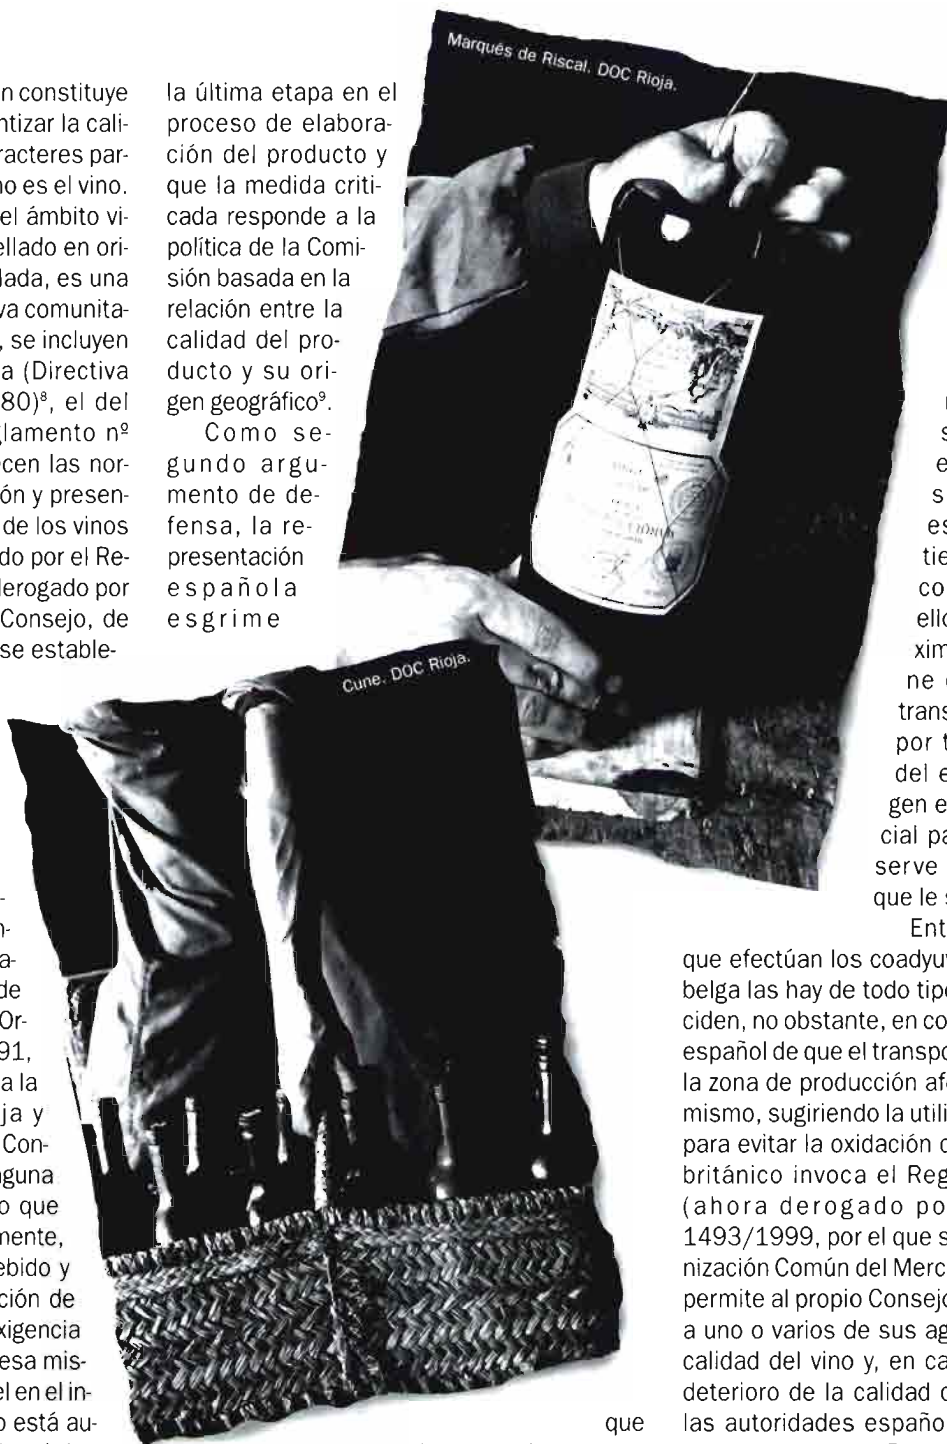 n constituye
ntizar la cali-
racteres par-
no es el vino.
el ámbito vi-
ellado en ori-
lada, es una
va comunita-
, se incluyen
a (Directiva
80)⁸, el del
glamento nº
cen las nor-
ón y presen-
de los vinos
do por el Re-
derogado por
Consejo, de
se estable-
-
n-
a-
de
Or-
91,
a la
ja y
Con-
aguna
o que
mente,
ebido y
ción de
xigencia
esa mis-
el en el in-
o está au-
la última etapa en el
proceso de elabora-
ción del producto y
que la medida criti-
cada responde a la
política de la Comi-
sión basada en la
relación entre la
calidad del pro-
ducto y su ori-
gen geográfico⁹.
Como se-
gundo argu-
mento de de-
fensa, la re-
presentación
española
esgrime
Marqués de Riscal. DOC Rioja.
Cune. DOC Rioja.
que
s
e
s
es
tie
co
ello
xim
ne
trans
por t
del e
gen e
cial pa
serve
que le s
Ent
que efectúan los coadyuv
belga las hay de todo tipo
ciden, no obstante, en co
español de que el transpo
la zona de producción afe
mismo, sugiriendo la utili
para evitar la oxidación d
británico invoca el Reg
(ahora derogado po
1493/1999, por el que s
nización Común del Merc
permite al propio Consejo
a uno o varios de sus ag
calidad del vino y, en ca
deterioro de la calidad d
las autoridades españo